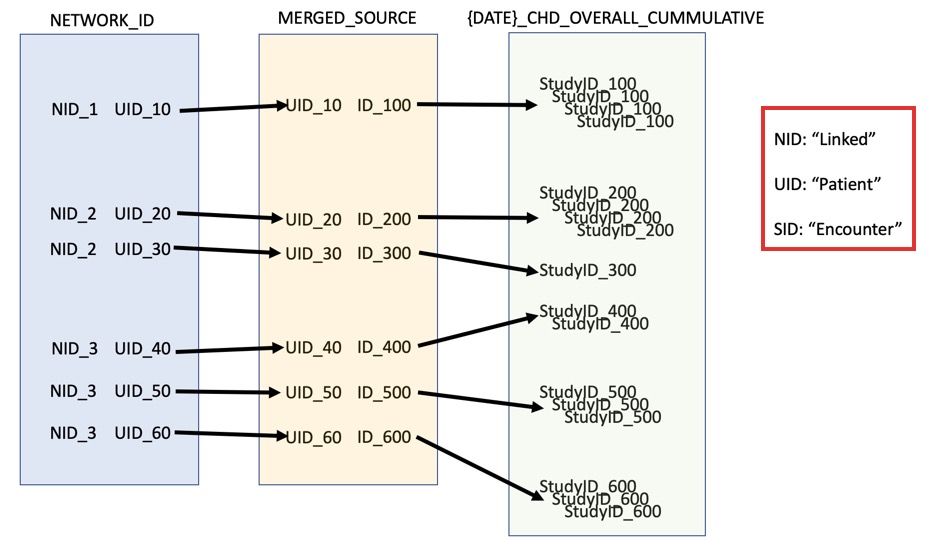 NETWORK_ID
MERGED_SOURCE
{DATE}_CHD_OVERALL_CUMMULATIVE
NID_1 UID_10
UID_10 ID_100
StudyID_100
StudyID_100
StudyID_100
StudyID_100
NID_2 UID_20
UID_20 ID_200
StudyID_200
StudyID_200
StudyID_200
StudyID_200
NID_2 UID_30
UID_30 ID_300
StudyID_300
NID_3 UID_40
UID_40 ID_400
StudyID_400
StudyID_400
NID_3 UID_50
UID_50 ID_500
StudyID_500
StudyID_500
StudyID_500
NID_3 UID_60
UID_60 ID_600
StudyID_600
StudyID_600
StudyID_600
NID: “Linked”
UID: “Patient”
SID: “Encounter”